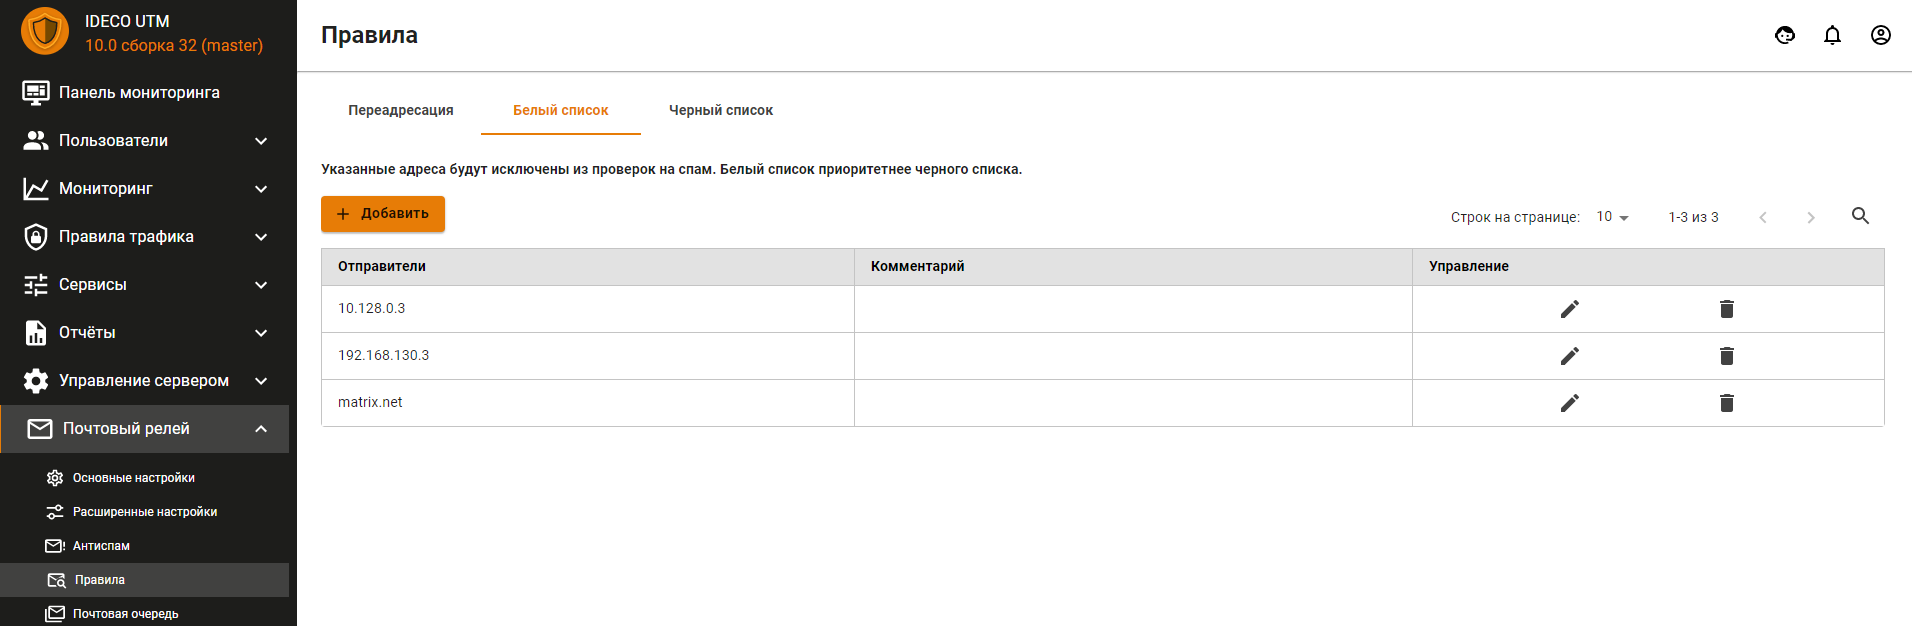 IDECO UTM
10.0 сборка 32 (master)
Панель мониторинга
Пользователи
Мониторинг
Правила трафика
Сервисы
Отчёты
Управление сервером
Почтовый релей
Основные настройки
Расширенные настройки
Антиспам
Правила
Почтовая очередь
Правила
Переадресация Белый список Черный список
Указанные адреса будут исключены из проверок на спам. Белый список приоритетнее черного списка.
+ Добавить Строк на странице: 10 1-3 из 3
Отправители Комментарий Управление
10.128.0.3
192.168.130.3
matrix.net